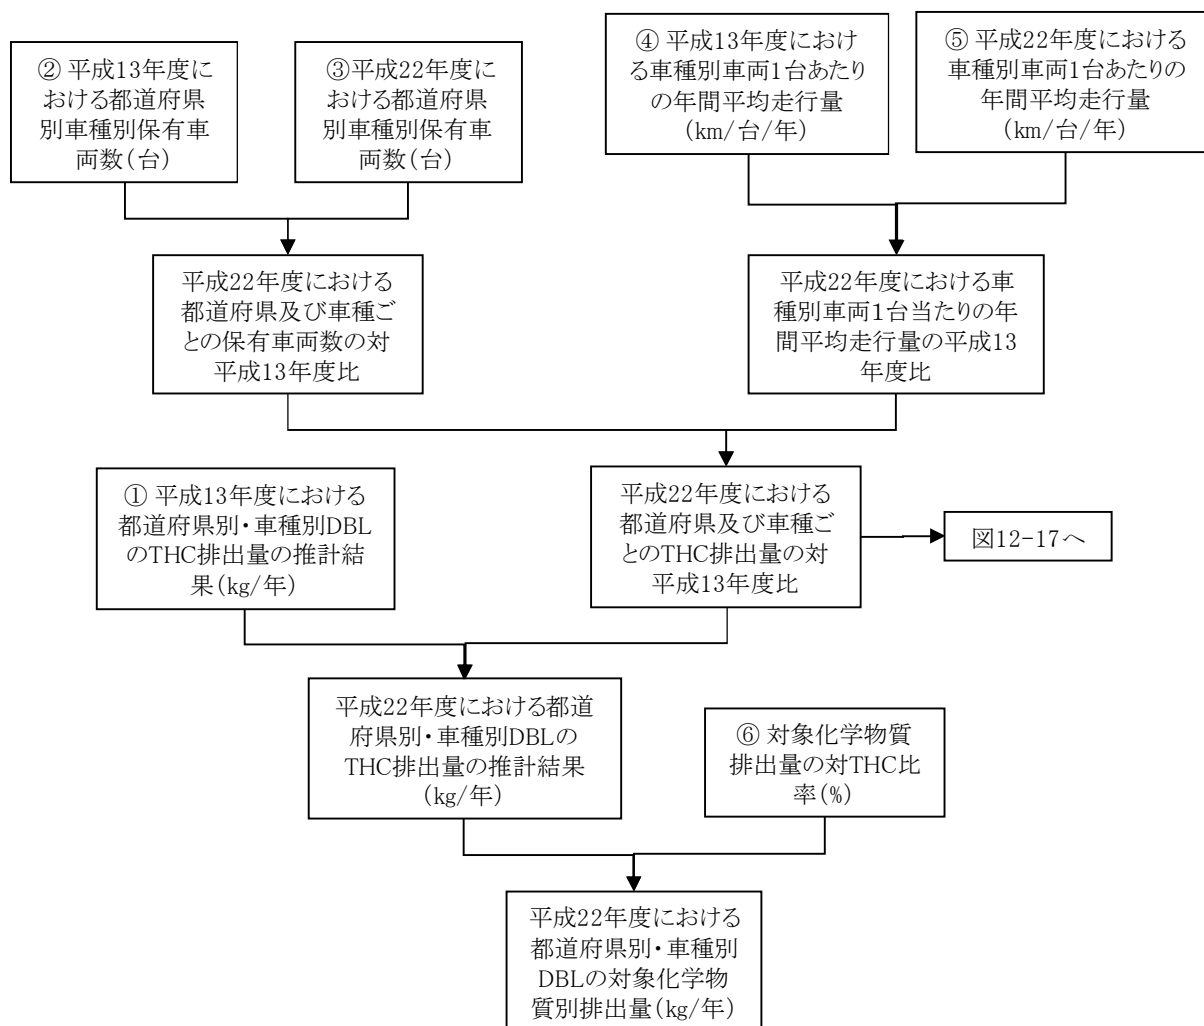 ② 平成13年度に
おける都道府県
別車種別保有車
両数(台)
③平成22年度に
おける都道府県
別車種別保有車
両数(台)
④ 平成13年度におけ
る車種別車両1台あたり
の年間平均走行量
(km/台/年)
⑤ 平成22年度における
車種別車両1台あたりの
年間平均走行量
(km/台/年)
平成22年度における
都道府県及び車種ご
との保有車両数の対
平成13年度比
平成22年度における車
種別車両1台当たりの年
間平均走行量の平成13
年度比
① 平成13年度における
都道府県別・車種別DBL
のTHC排出量の推計結
果(kg/年)
平成22年度における
都道府県及び車種ご
とのTHC排出量の対
平成13年度比
図12-17へ
平成22年度における都道
府県別・車種別DBLの
THC排出量の推計結果
(kg/年)
⑥ 対象化学物質
排出量の対THC比
率(%)
平成22年度における
都道府県別・車種別
DBLの対象化学物
質別排出量(kg/年)